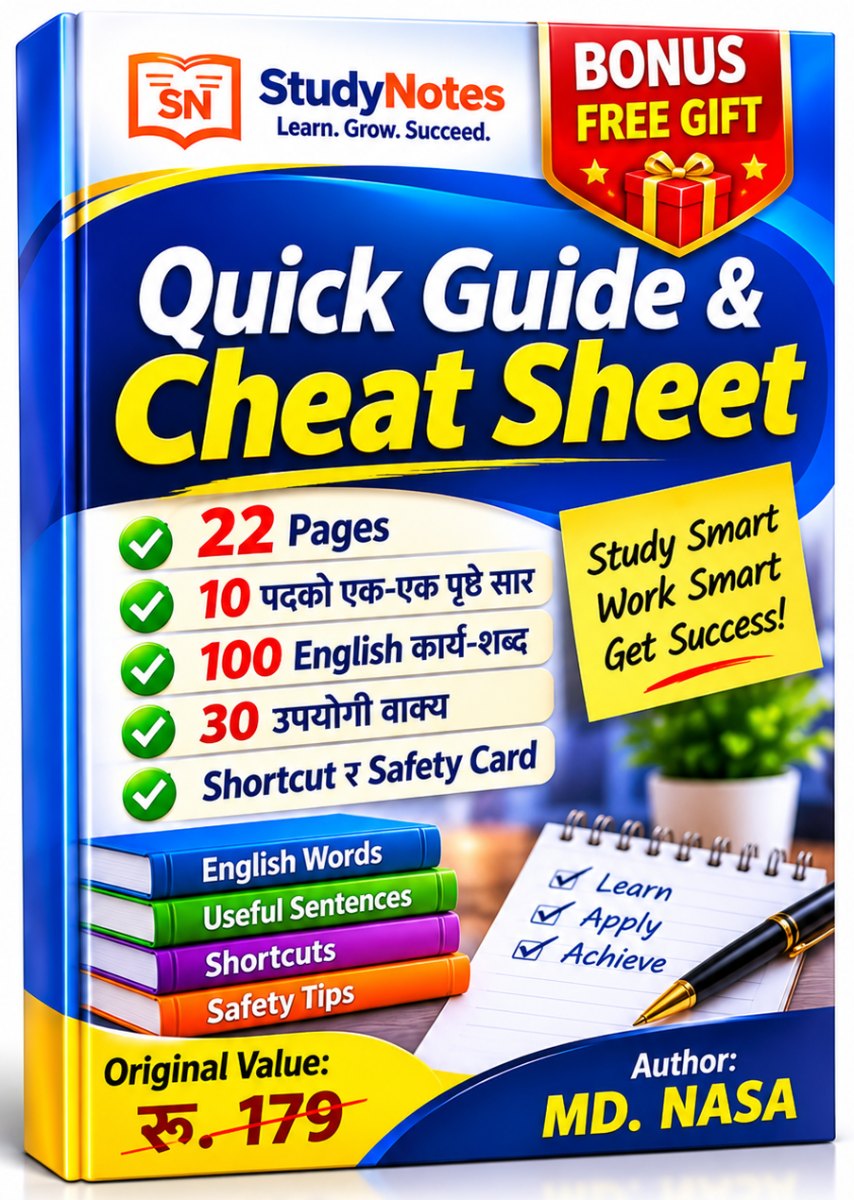 SN
StudyNotes
Learn. Grow. Succeed.
BONUS
FREE GIFT
Quick Guide &
Cheat Sheet
22 Pages
10 पदको एक-एक पृष्ठे सार
100 English कार्य-शब्द
30 उपयोगी वाक्य
Shortcut र Safety Card
Study Smart
Work Smart
Get Success!
English Words
Useful Sentences
Shortcuts
Safety Tips
Learn
Apply
Achieve
Original Value:
रू. 179
Author:
MD. NASA